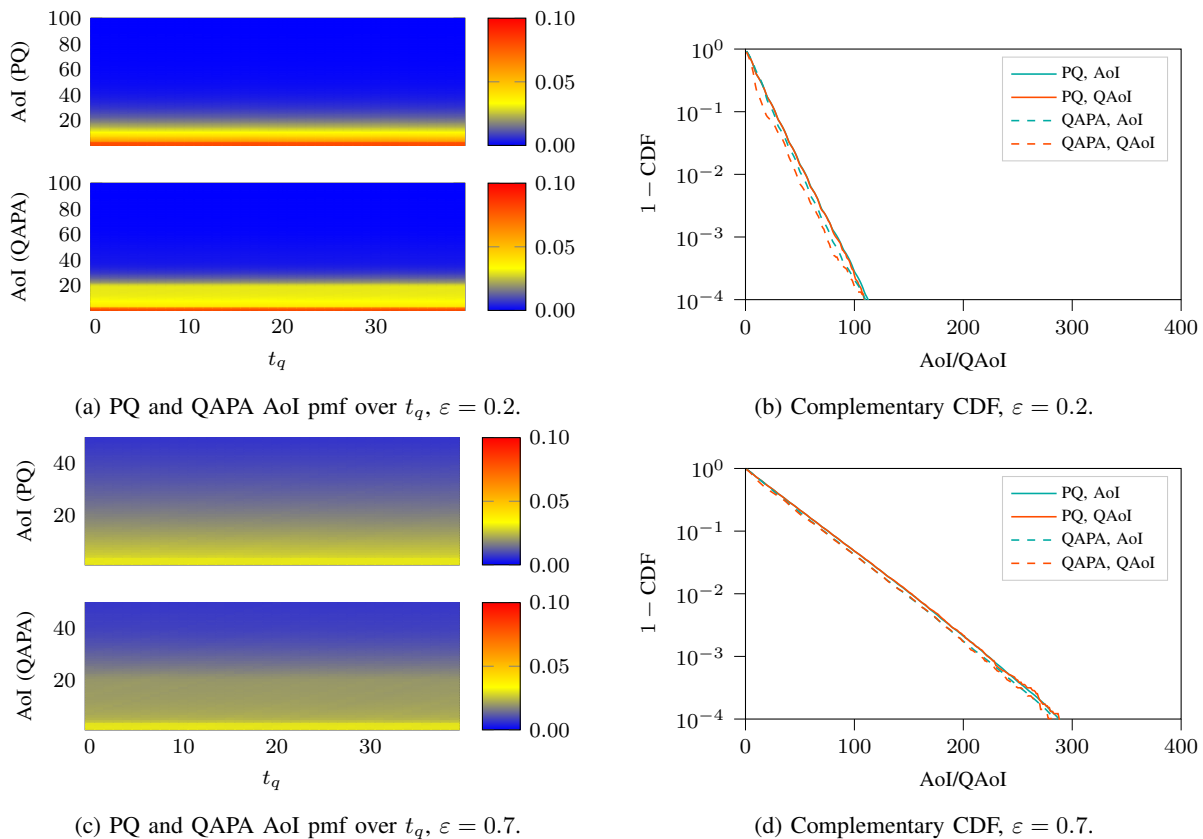 AoI (PQ)
100
80
60
40
20
0.10
0.05
0.00
AoI (QAPA)
100
80
60
40
20
0.10
0.05
0.00
0 10 20 30
t_q
(a) PQ and QAPA AoI pmf over t_q, ε = 0.2.
1 − CDF
10^0
10^−1
10^−2
10^−3
10^−4
PQ, AoI
PQ, QAoI
QAPA, AoI
QAPA, QAoI
0 100 200 300 400
AoI/QAoI
(b) Complementary CDF, ε = 0.2.
AoI (PQ)
40
20
0.10
0.05
0.00
AoI (QAPA)
40
20
0.10
0.05
0.00
0 10 20 30
t_q
(c) PQ and QAPA AoI pmf over t_q, ε = 0.7.
1 − CDF
10^0
10^−1
10^−2
10^−3
10^−4
PQ, AoI
PQ, QAoI
QAPA, AoI
QAPA, QAoI
0 100 200 300 400
AoI/QAoI
(d) Complementary CDF, ε = 0.7.